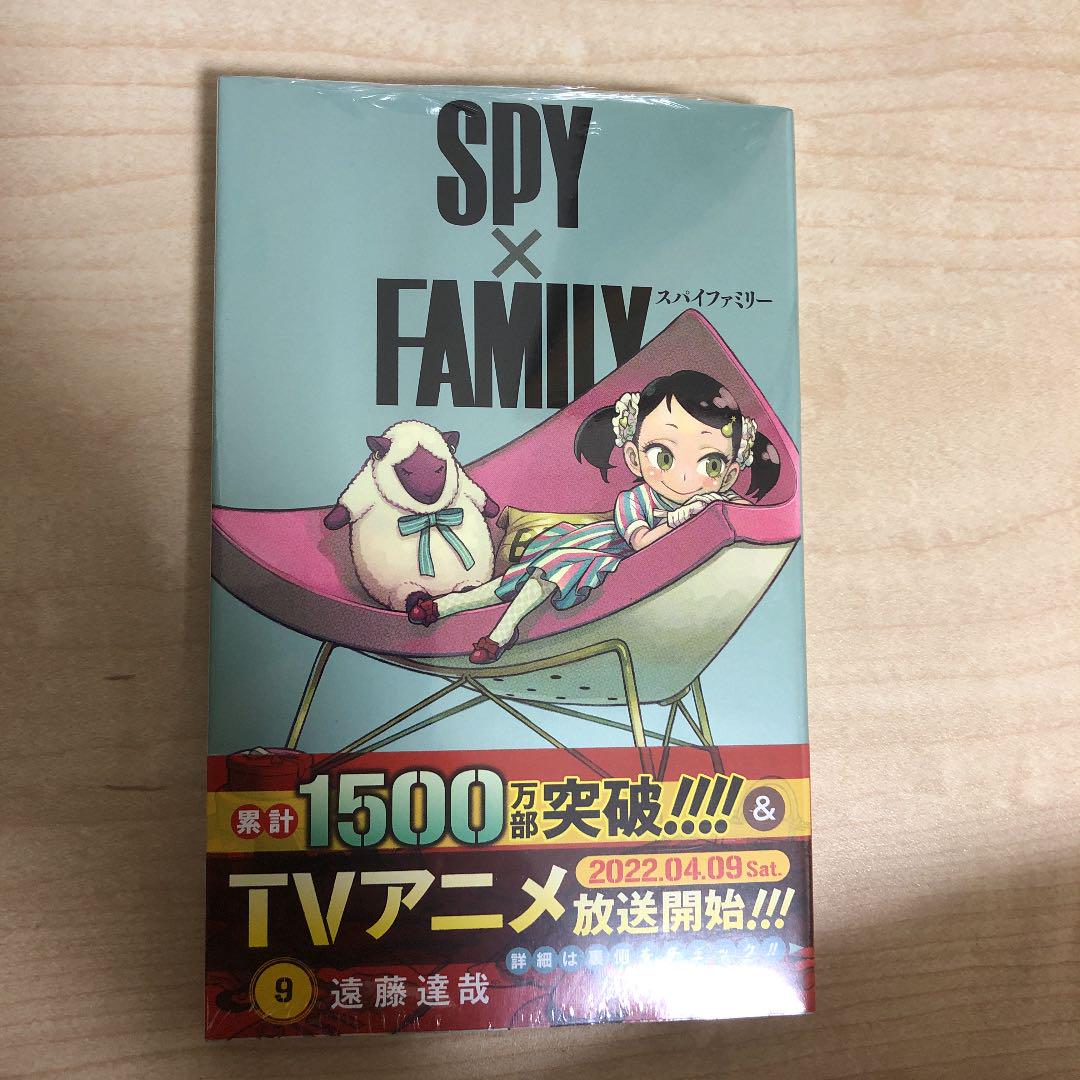 SPY
×
FAMILY
スパイファミリー
累計1500万部突破!!!!&
TVアニメ
2022.04.09 Sat.
放送開始!!!
詳細は裏側をチェック!!
9 遠藤達哉